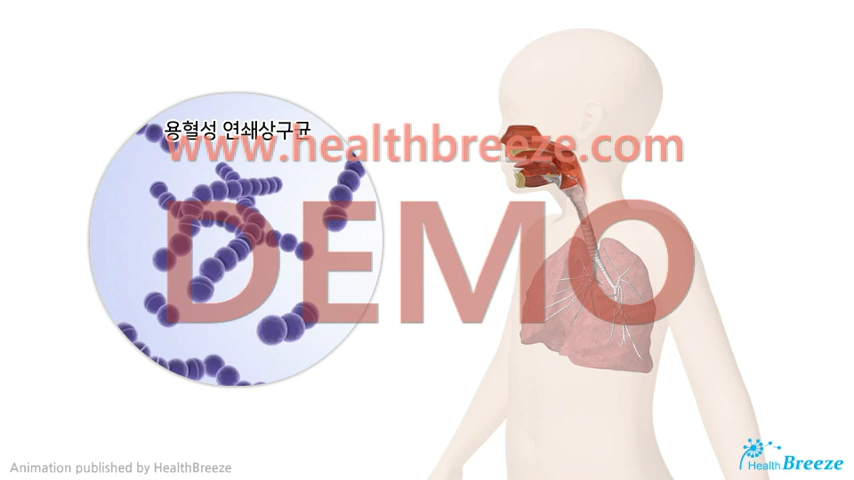 용혈성 연쇄상구균
www.healthbreeze.com
DEMO
Animation published by HealthBreeze
Health Breeze